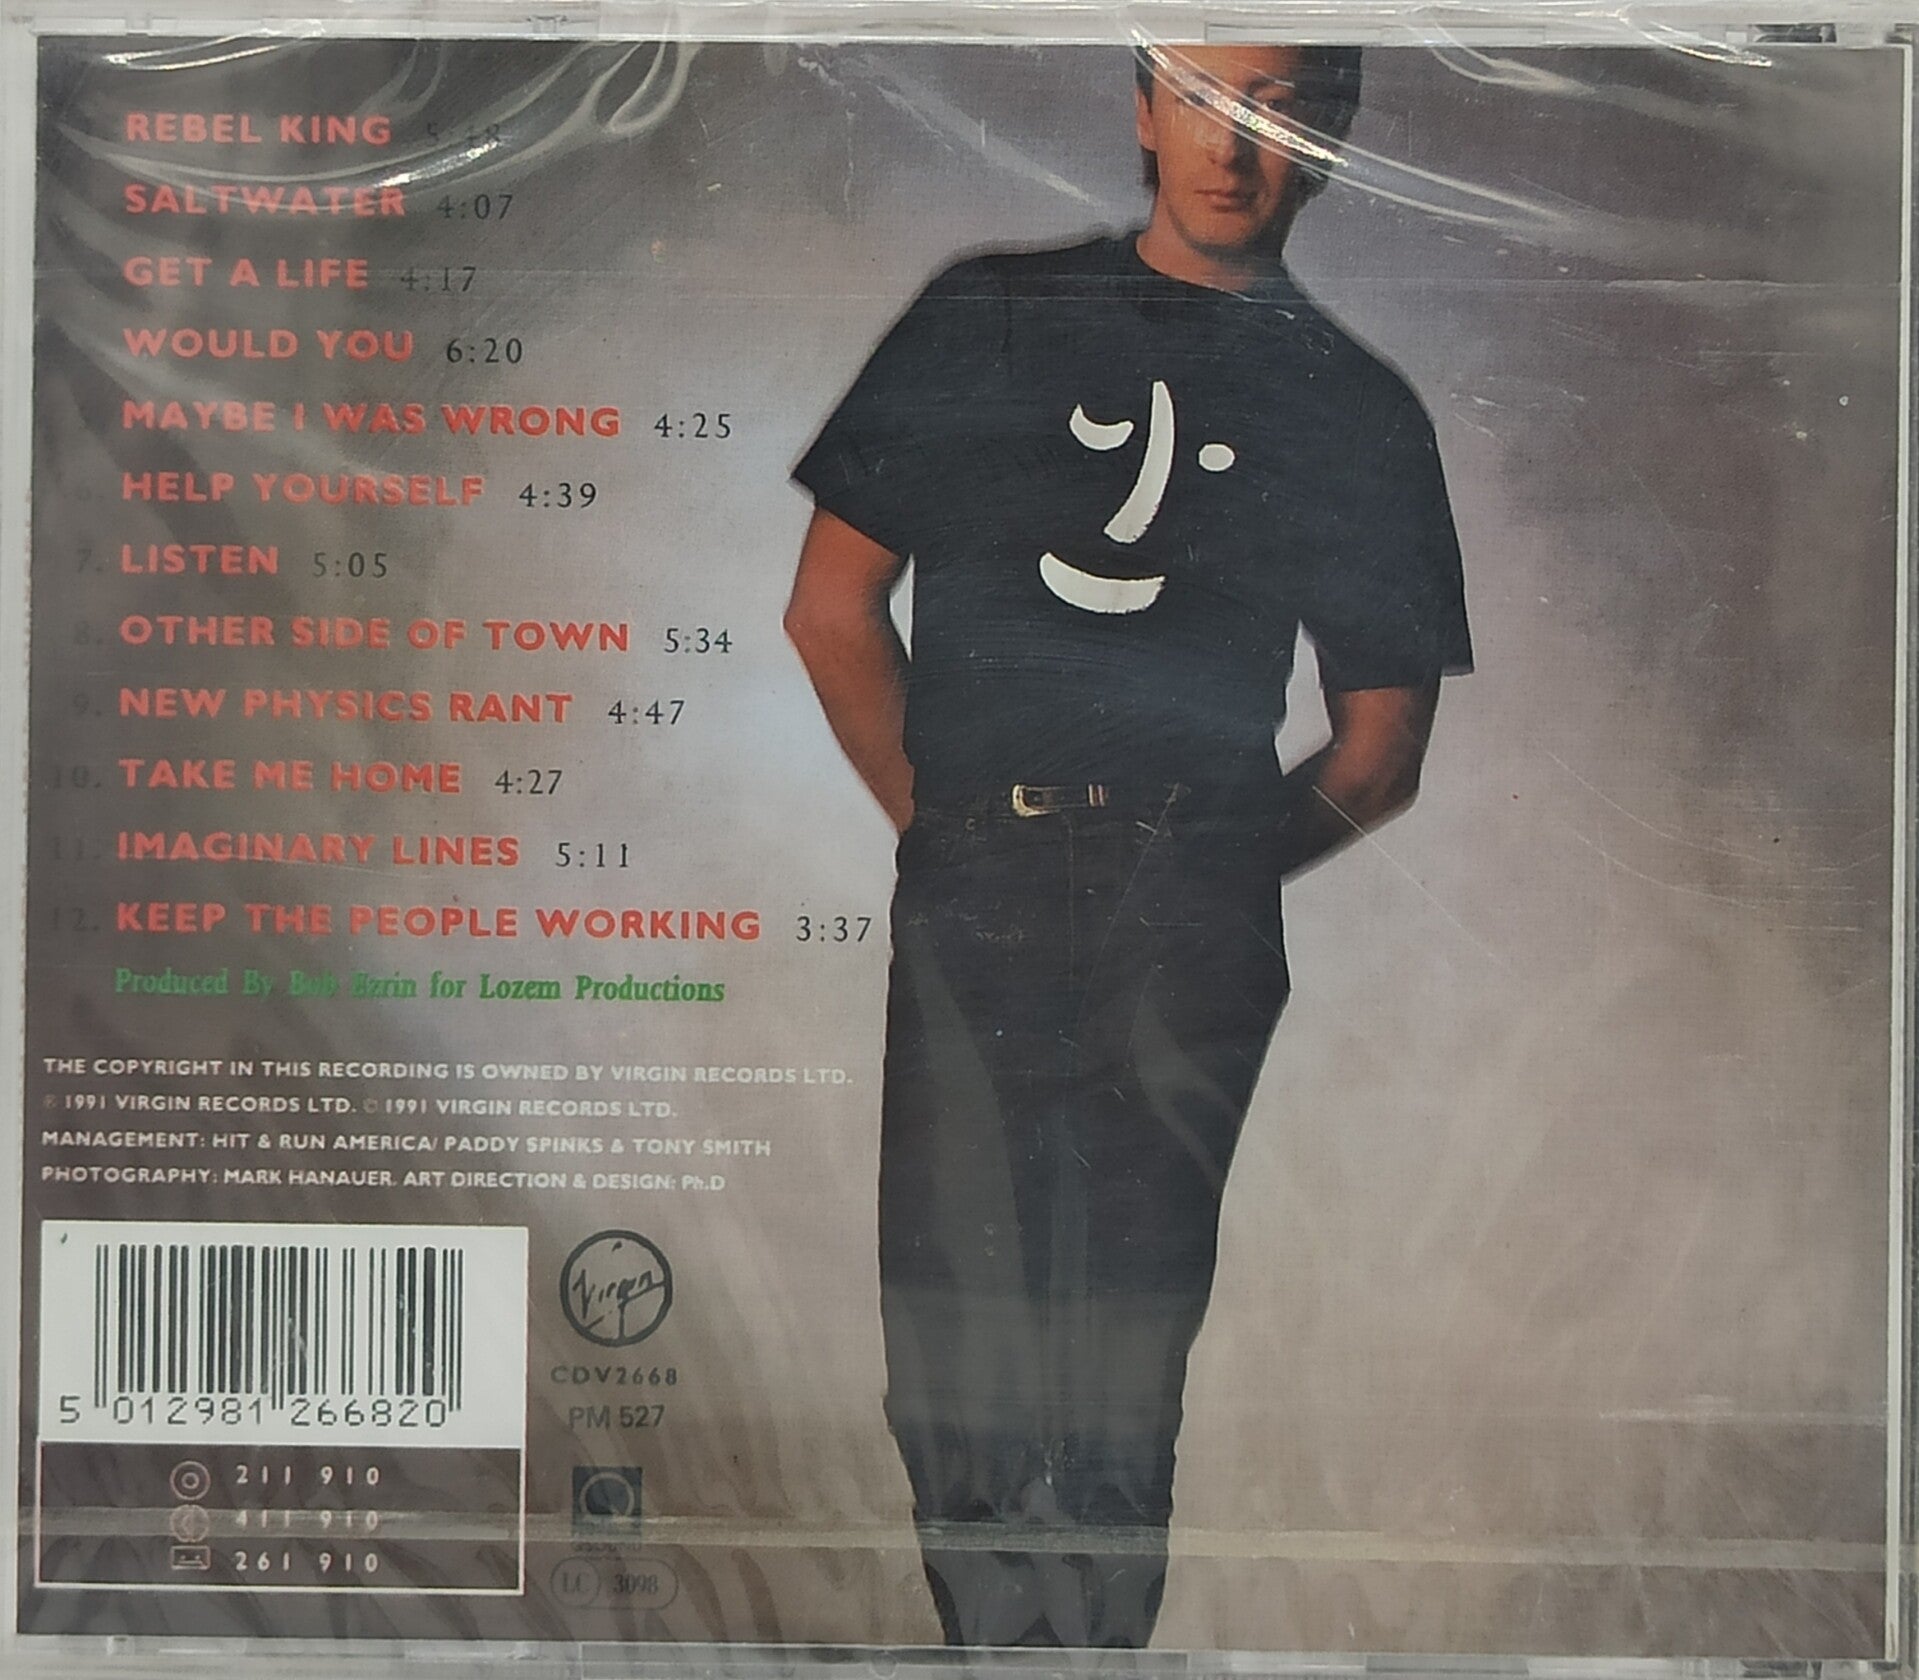 REBEL KING 5:18
SALTWATER 4:07
GET A LIFE 4:17
WOULD YOU 6:20
MAYBE I WAS WRONG 4:25
6. HELP YOURSELF 4:39
7. LISTEN 5:05
8. OTHER SIDE OF TOWN 5:34
9. NEW PHYSICS RANT 4:47
10. TAKE ME HOME 4:27
11. IMAGINARY LINES 5:11
12. KEEP THE PEOPLE WORKING 3:37
Produced By Bob Ezrin for Lozem Productions
THE COPYRIGHT IN THIS RECORDING IS OWNED BY VIRGIN RECORDS LTD.
℗ 1991 VIRGIN RECORDS LTD. © 1991 VIRGIN RECORDS LTD.
MANAGEMENT: HIT & RUN AMERICA/ PADDY SPINKS & TONY SMITH
PHOTOGRAPHY: MARK HANAUER. ART DIRECTION & DESIGN: Ph.D
5 012981 266820
Virgin
CDV2668
PM 527
211 910
411 910
261 910
QSOUND
LC 3098